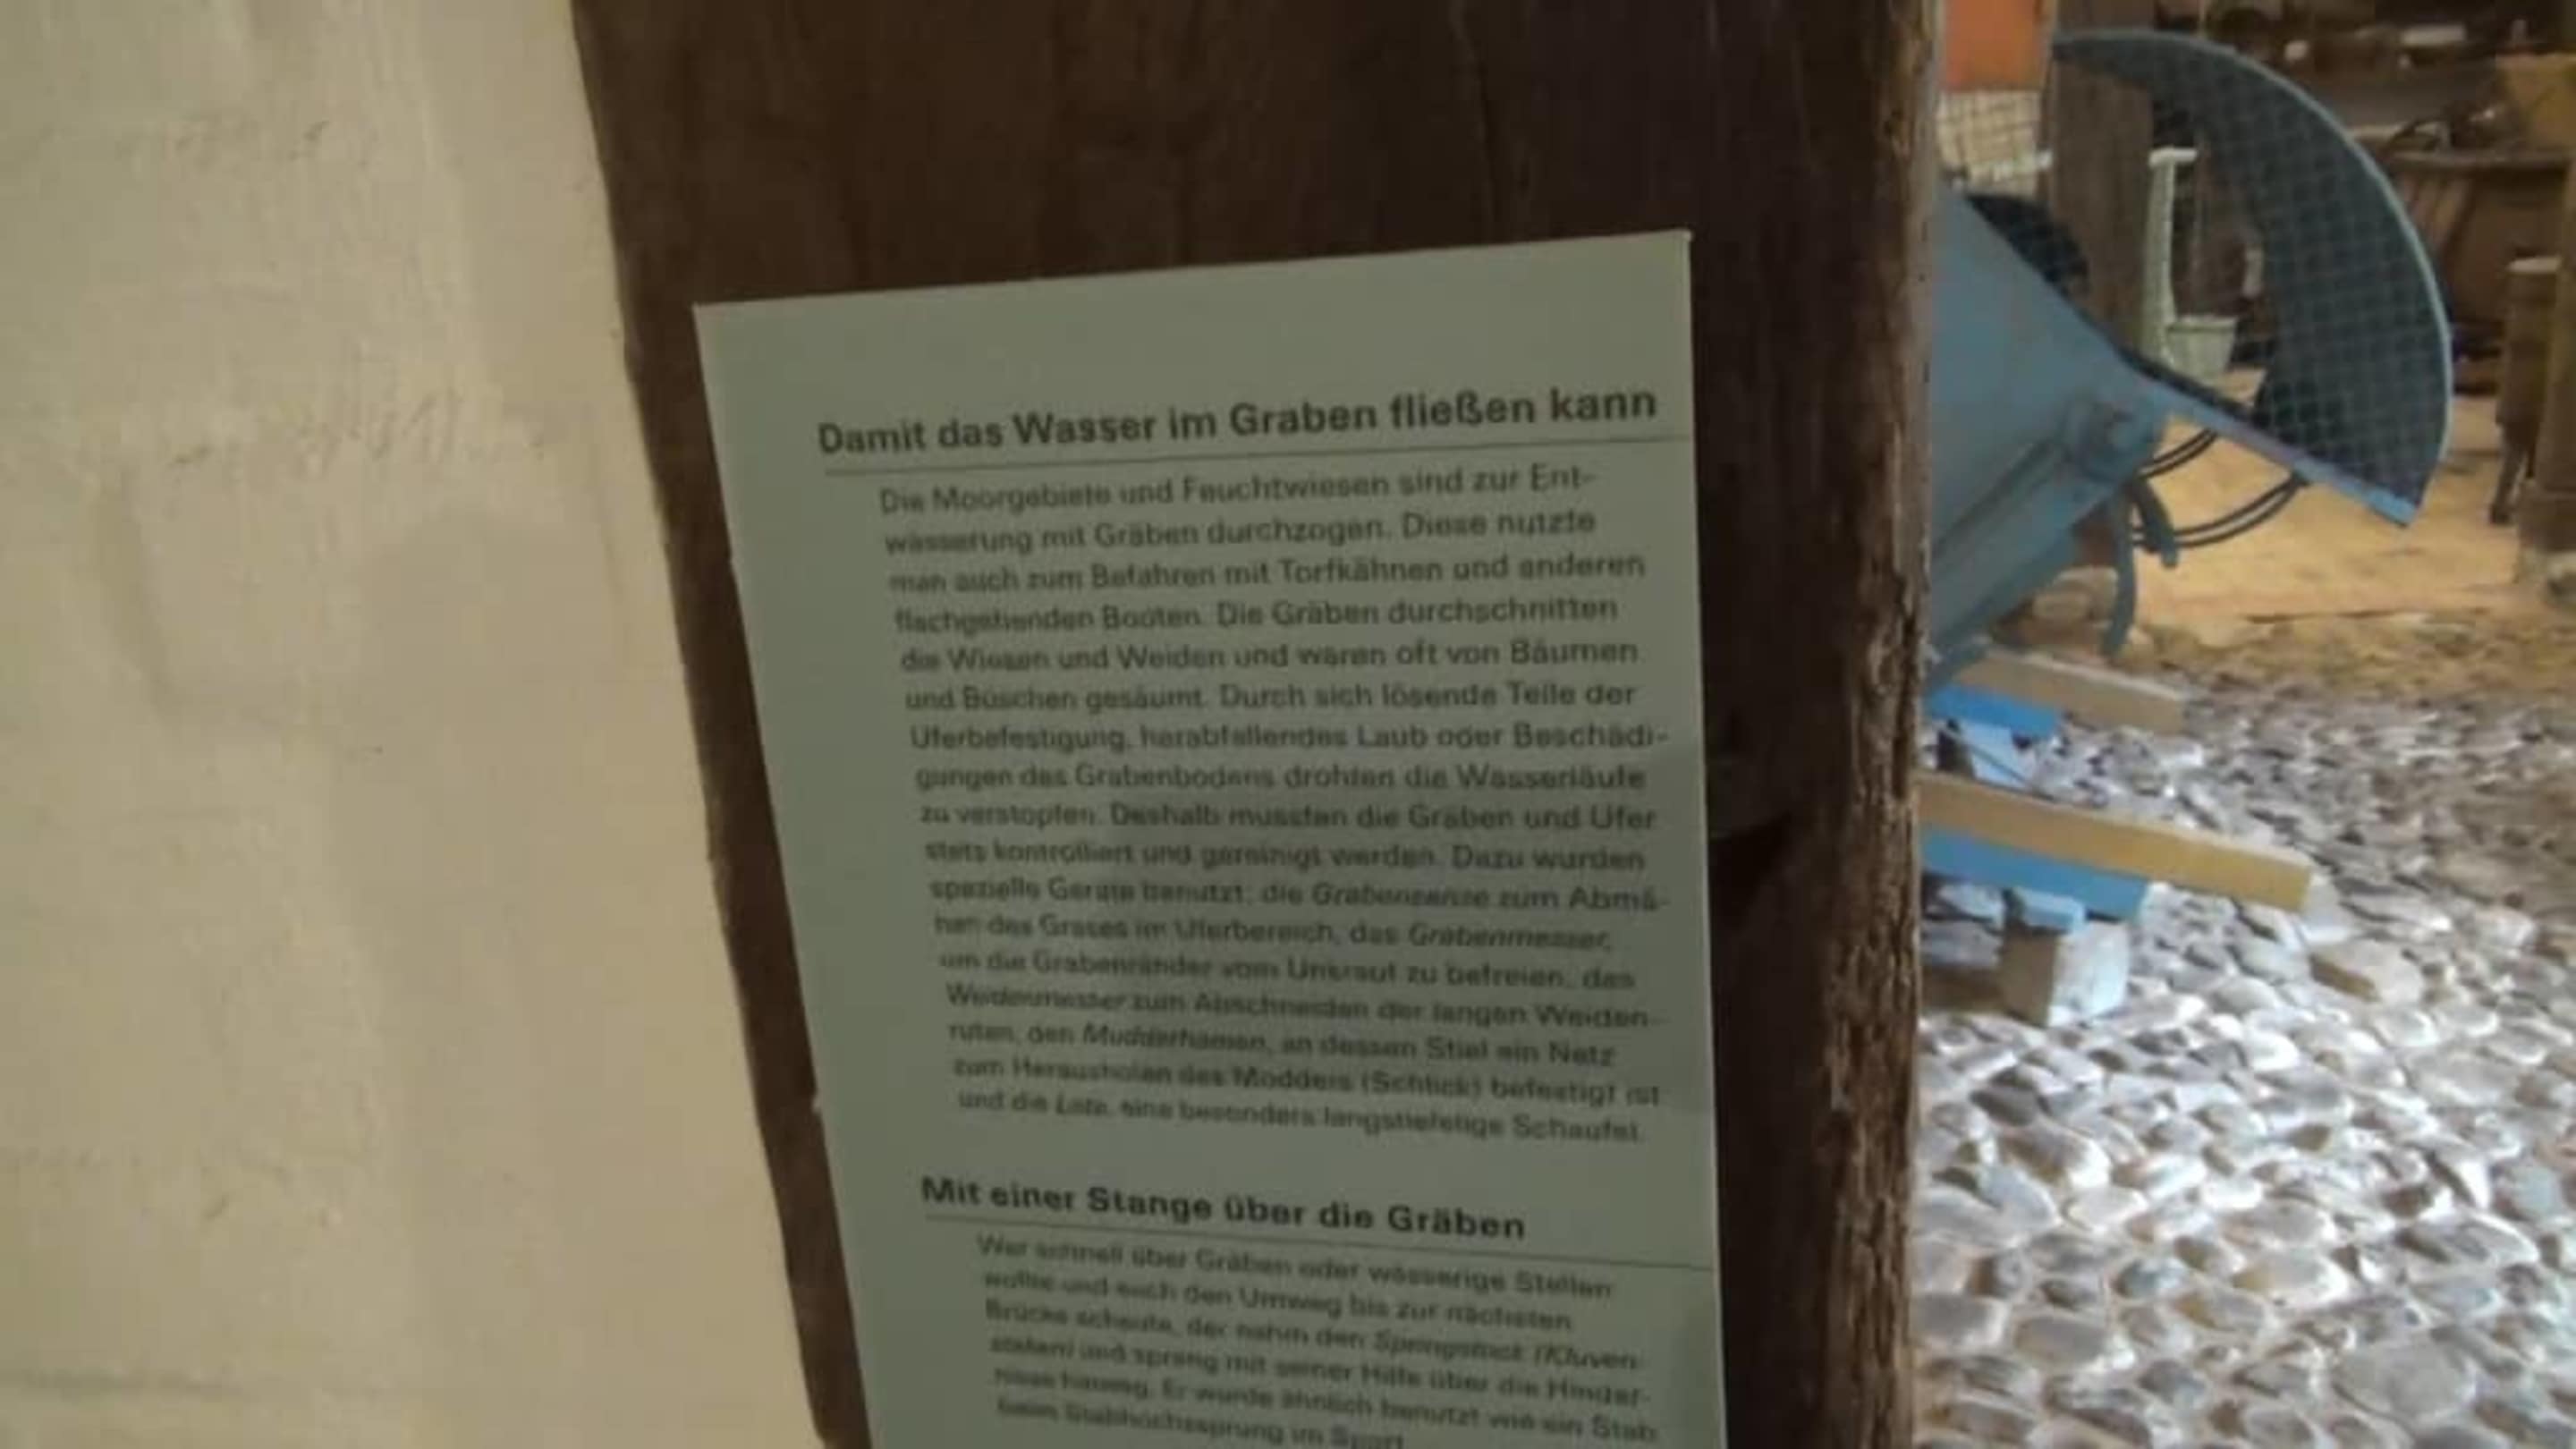 Damit das Wasser im Graben fließen kann
Die Moorgebiete und Feuchtwiesen sind zur Ent-
wässerung mit Gräben durchzogen. Diese nutzte
man auch zum Befahren mit Torfkähnen und anderen
flachgehenden Booten. Die Gräben durchschnitten
die Wiesen und Weiden und waren oft von Bäumen
und Büschen gesäumt. Durch sich lösende Teile der
Uferbefestigung, herabfallendes Laub oder Beschädi-
gungen des Grabenbodens drohten die Wasserläufe
zu verstopfen. Deshalb mussten die Gräben und Ufer
stets kontrolliert und gereinigt werden. Dazu wurden
spezielle Geräte benutzt: die Grabensense zum Abmä-
hen des Grases im Uferbereich, das Grabenmesser,
um die Grabenränder vom Unkraut zu befreien, das
Weidenmesser zum Abschneiden der langen Weiden-
ruten, den Mudderhamen, an dessen Stiel ein Netz
zum Herausholen des Modders (Schlick) befestigt ist
und die eine besonders langstielige Schaufel.
Mit einer Stange über die Gräben
Wer schnell über Gräben oder wässerige Stellen
wollte und auch den Umweg bis zur nächsten
Brücke scheute, der nahm den Springstock (Kluven-
und sprang mit seiner Hilfe über die Hinder-
nisse hinweg. Er wurde ähnlich benutzt wie ein Stab
beim Stabhochsprung im Sport.